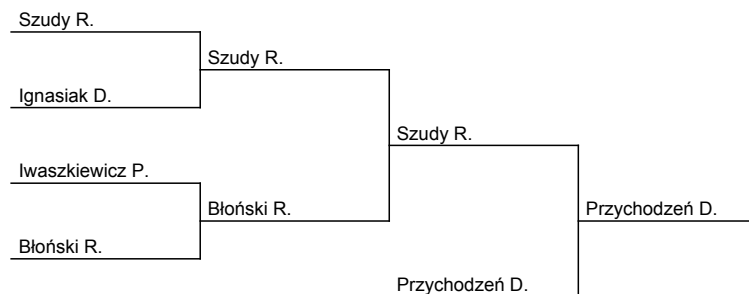 Szudy R.
Szudy R.
Ignasiak D.
Szudy R.
Iwaszkiewicz P.
Błoński R.
Przychodzeń D.
Błoński R.
Przychodzeń D.